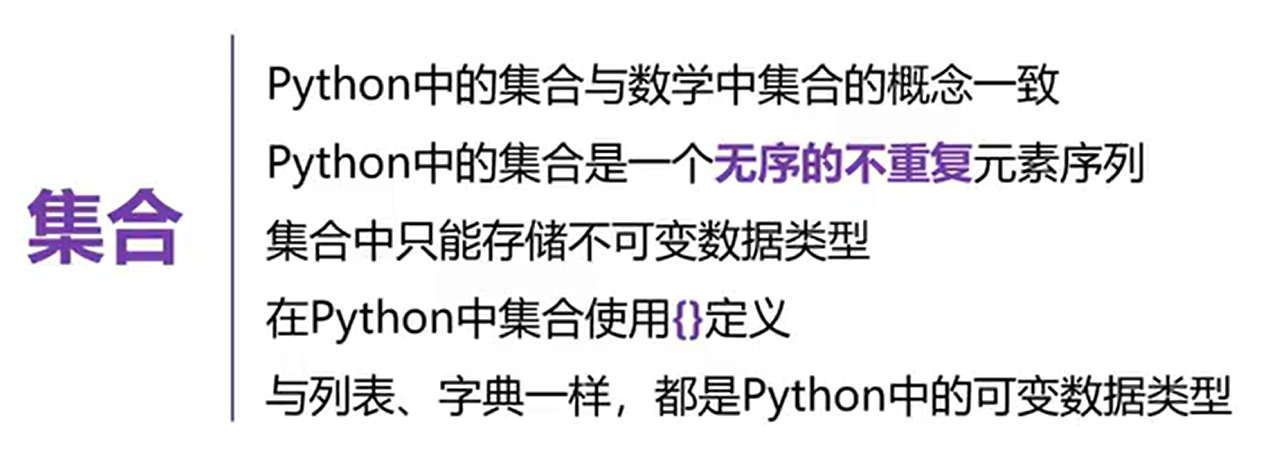 集合
Python中的集合与数学中集合的概念一致
Python中的集合是一个无序的不重复元素序列
集合中只能存储不可变数据类型
在Python中集合使用{}定义
与列表、字典一样，都是Python中的可变数据类型